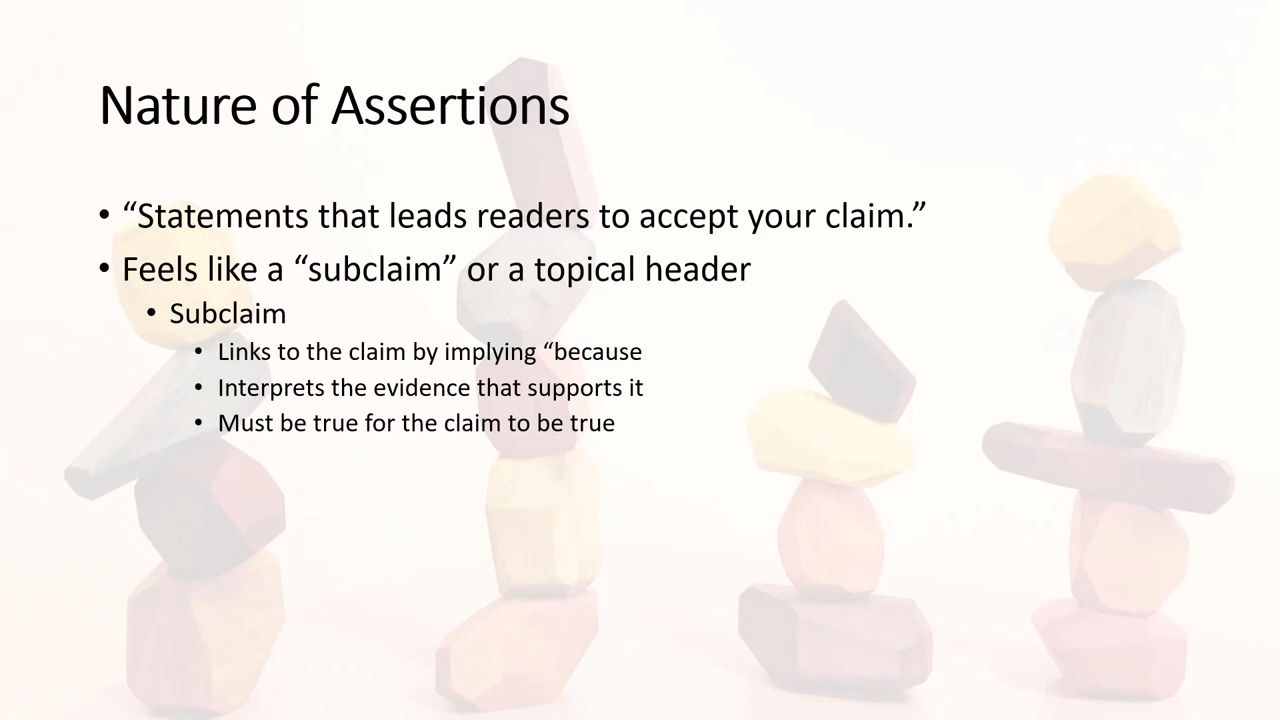 Nature of Assertions
• “Statements that leads readers to accept your claim.”
• Feels like a “subclaim” or a topical header
• Subclaim
• Links to the claim by implying “because
• Interprets the evidence that supports it
• Must be true for the claim to be true